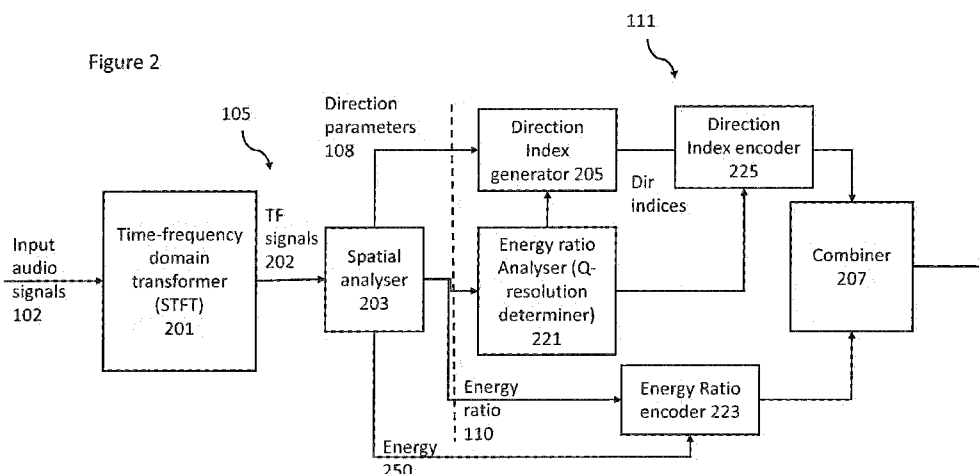 Figure 2
111
105
Direction
parameters
108
Direction
Index
generator 205
Direction
Index encoder
225
Dir
indices
Input
audio
signals
102
Time-frequency
domain
transformer
(STFT)
201
TF
signals
202
Spatial
analyser
203
Energy ratio
Analyser (Q-
resolution
determiner)
221
Combiner
207
Energy
ratio
110
Energy Ratio
encoder 223
Energy
250